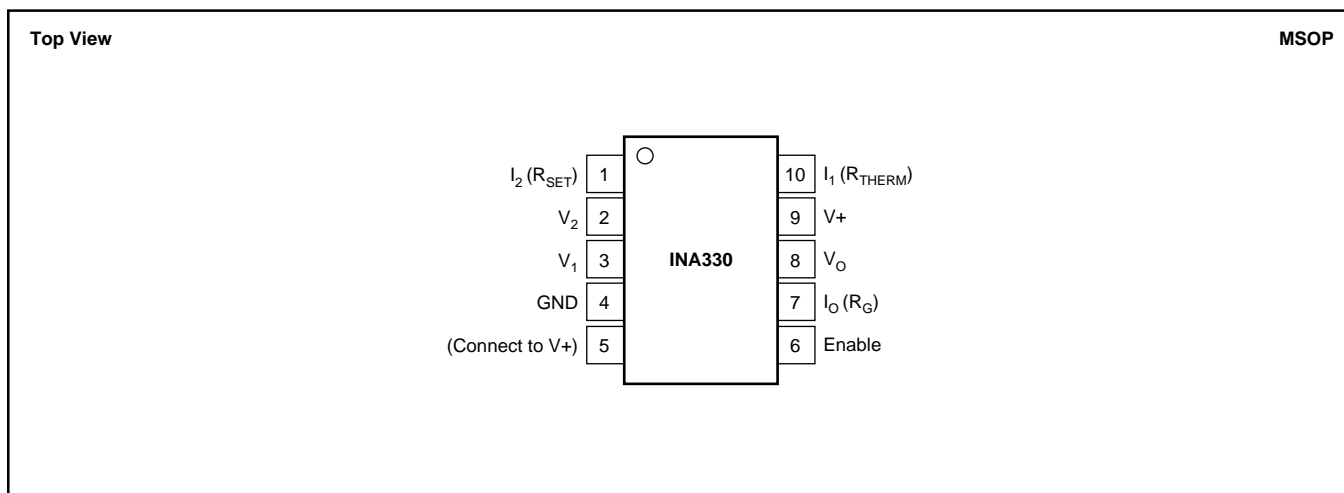 Top View MSOP
I2 (RSET) 1 10 I1 (RTHERM)
V2 2 9 V+
V1 3 INA330 8 VO
GND 4 7 IO (RG)
(Connect to V+) 5 6 Enable